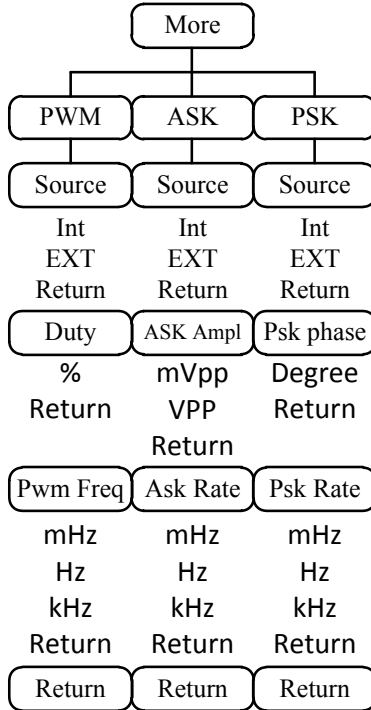 More
PWM ASK PSK
Source Source Source
Int Int Int
EXT EXT EXT
Return Return Return
Duty ASK Ampl Psk phase
% mVpp Degree
Return VPP Return
Return
Pwm Freq Ask Rate Psk Rate
mHz mHz mHz
Hz Hz Hz
kHz kHz kHz
Return Return Return
Return Return Return